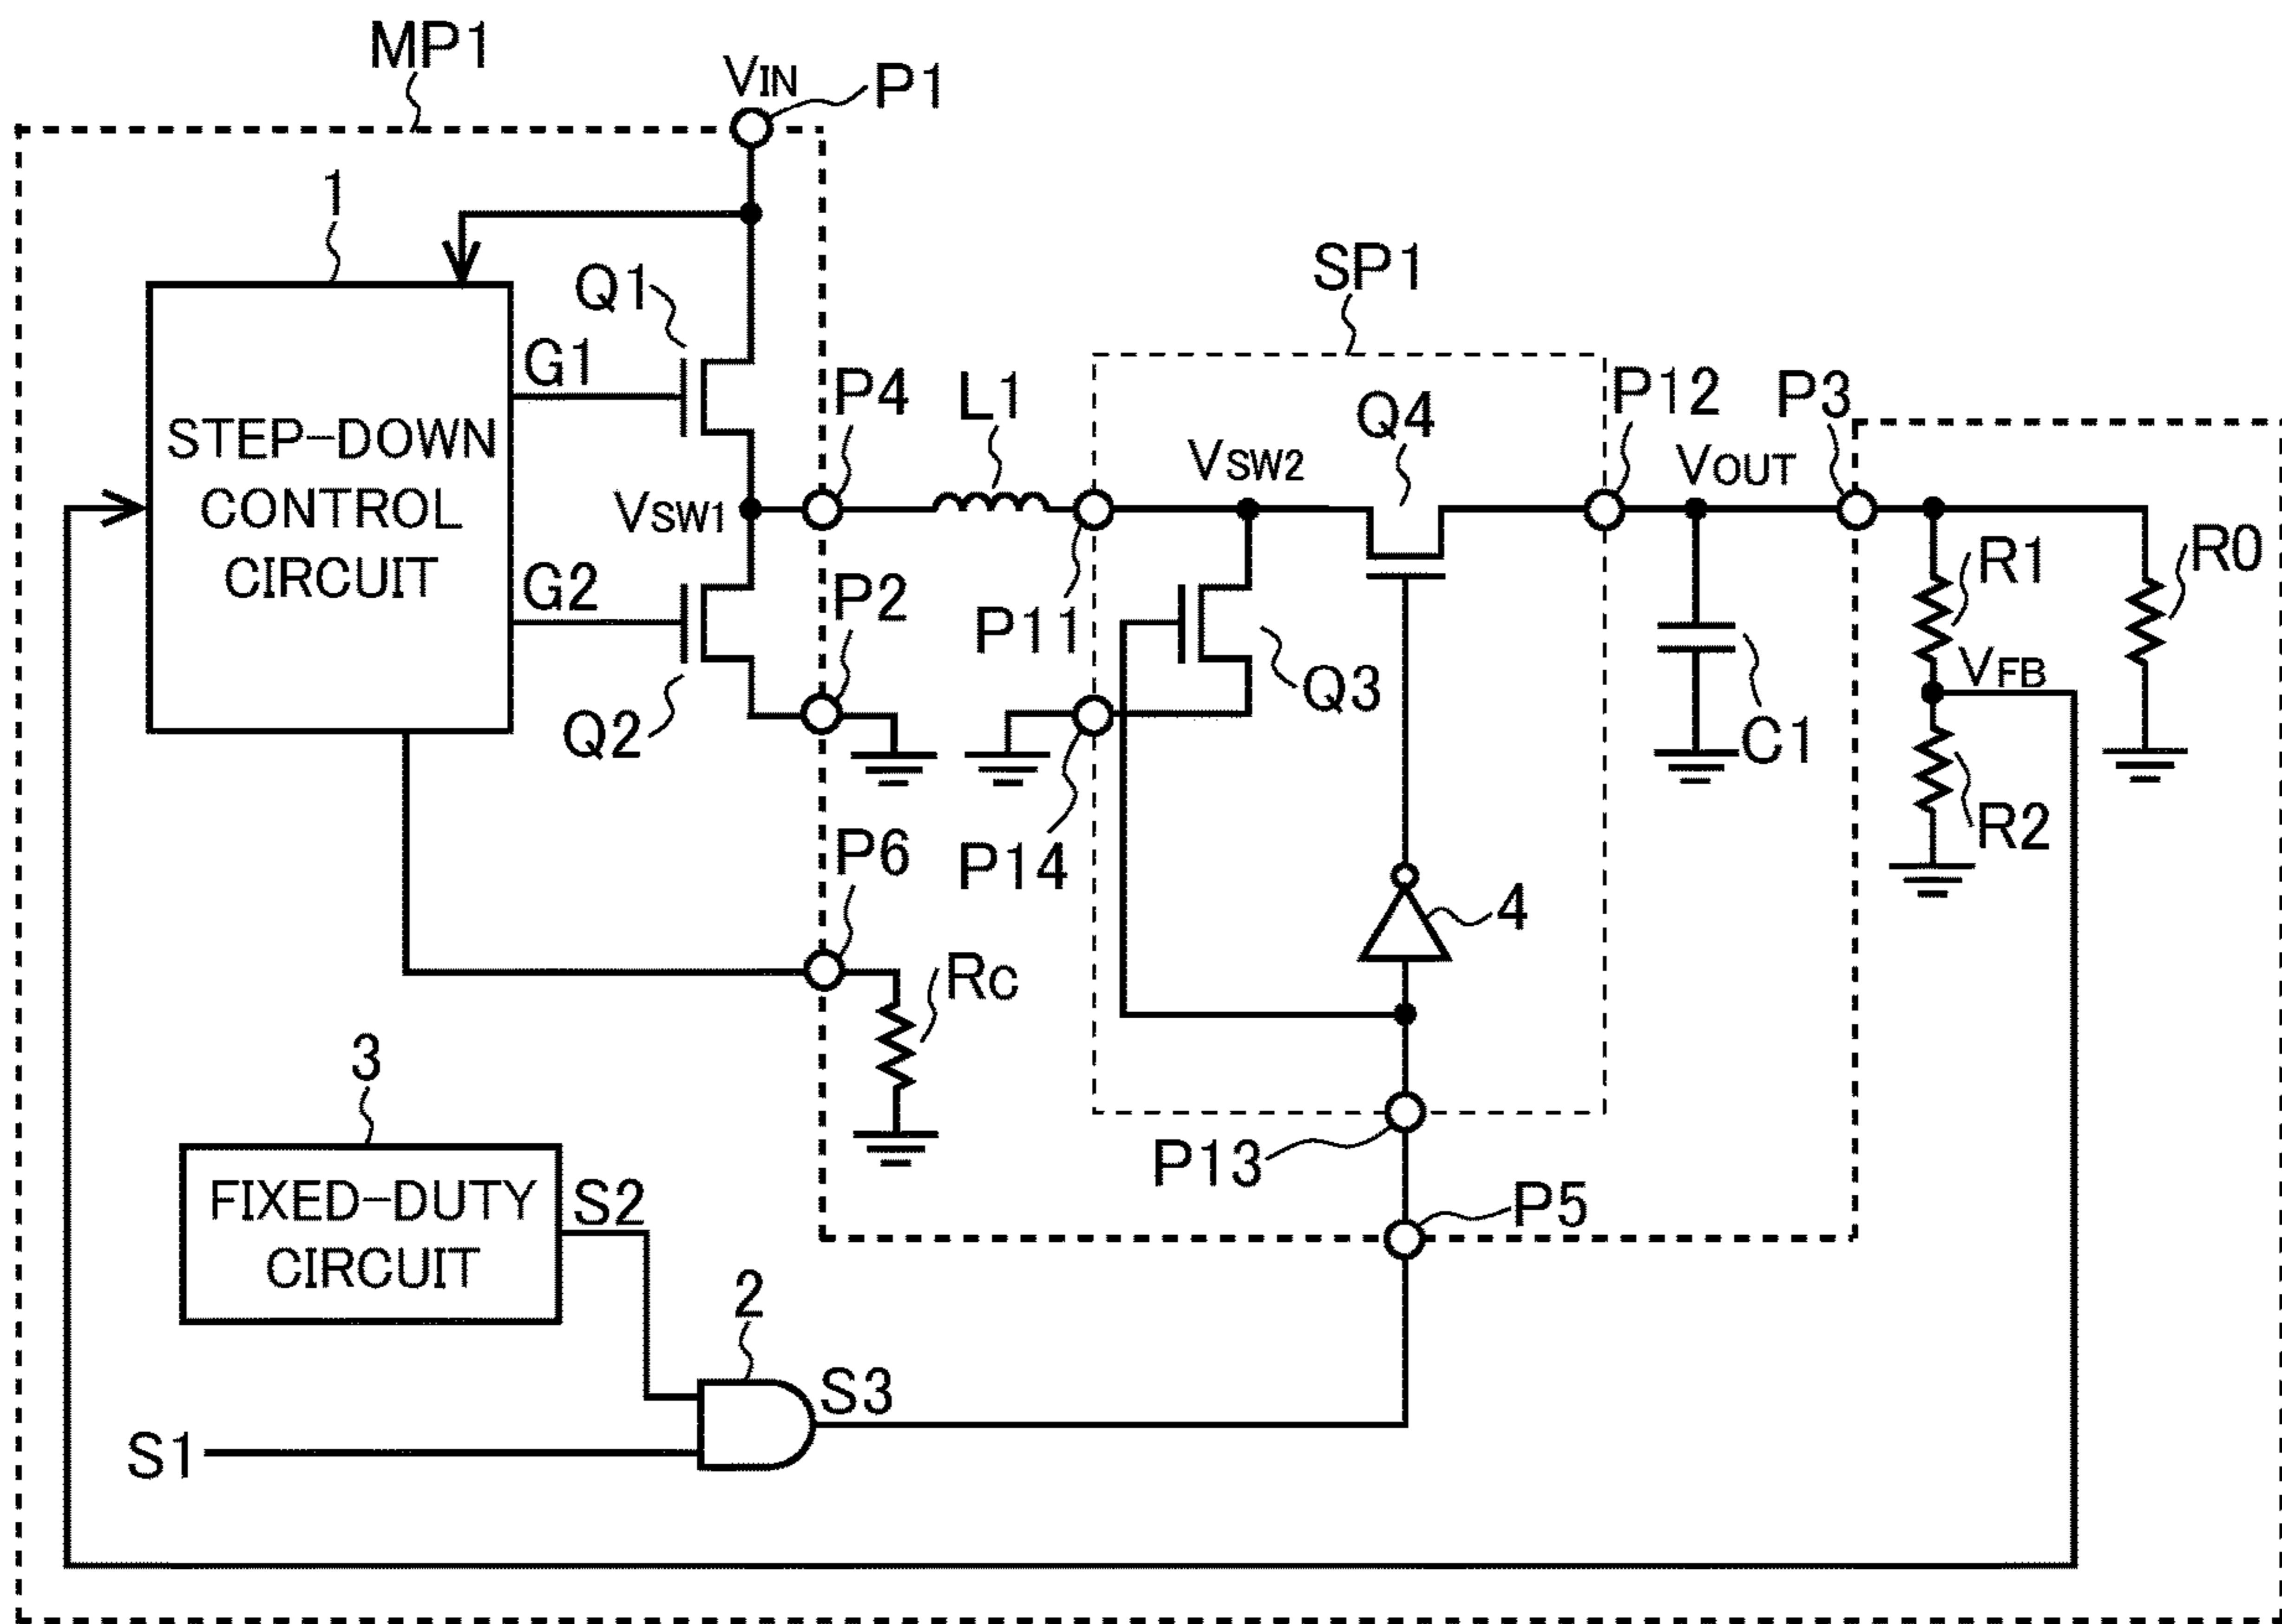 MP1
VIN
P1
1
SP1
Q1
G1
P4
L1
Q4
P12
P3
STEP-DOWN
CONTROL
CIRCUIT
VSW1
VSW2
VOUT
R1
R0
G2
P2
P11
Q3
VFB
Q2
C1
P14
R2
P6
4
RC
3
P13
FIXED-DUTY
CIRCUIT
S2
P5
2
S3
S1